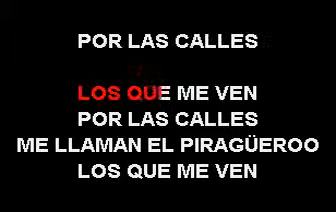 POR LAS CALLES
LOS QUE ME VEN
POR LAS CALLES
ME LLAMAN EL PIRAGÜEROO
LOS QUE ME VEN